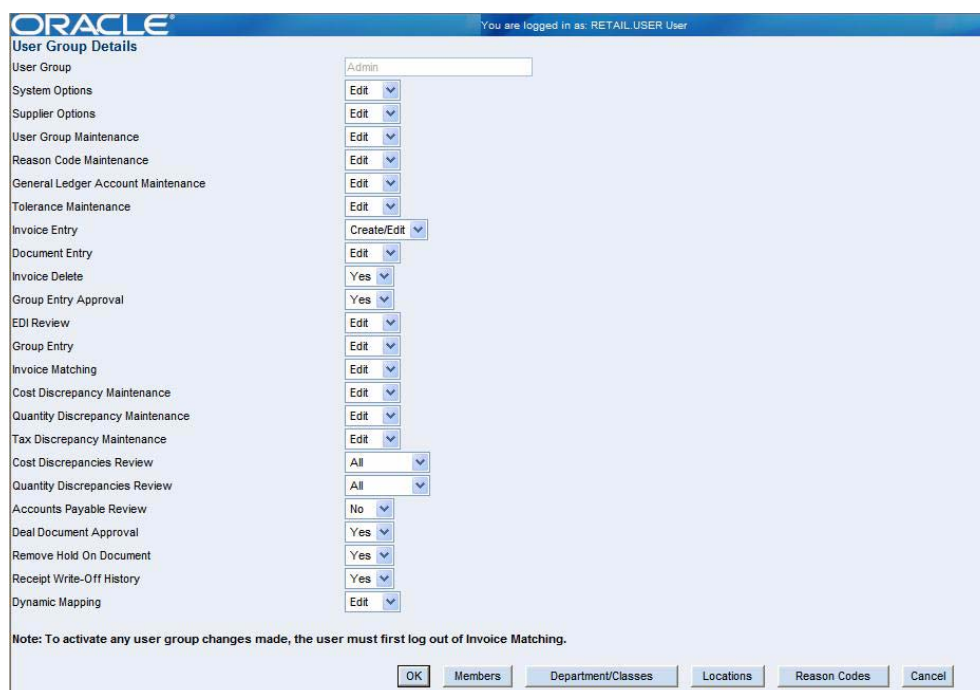 ORACLE®
You are logged in as: RETAIL.USER User
User Group Details
User Group Admin
System Options Edit
Supplier Options Edit
User Group Maintenance Edit
Reason Code Maintenance Edit
General Ledger Account Maintenance Edit
Tolerance Maintenance Edit
Invoice Entry Create/Edit
Document Entry Edit
Invoice Delete Yes
Group Entry Approval Yes
EDI Review Edit
Group Entry Edit
Invoice Matching Edit
Cost Discrepancy Maintenance Edit
Quantity Discrepancy Maintenance Edit
Tax Discrepancy Maintenance Edit
Cost Discrepancies Review All
Quantity Discrepancies Review All
Accounts Payable Review No
Deal Document Approval Yes
Remove Hold On Document Yes
Receipt Write-Off History Yes
Dynamic Mapping Edit
Note: To activate any user group changes made, the user must first log out of Invoice Matching.
OK Members Department/Classes Locations Reason Codes Cancel